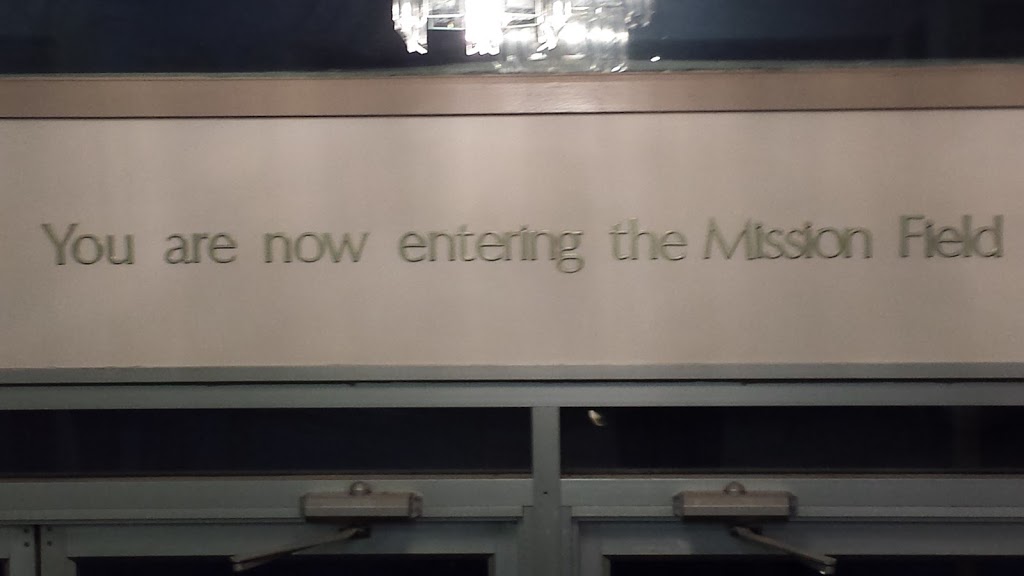 You are now entering the Mission Field